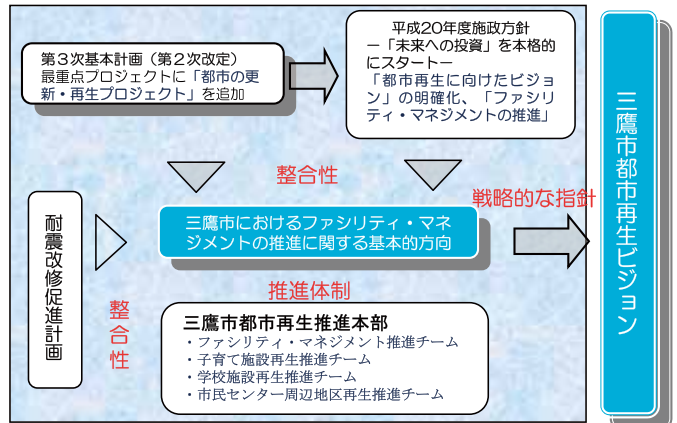 第３次基本計画（第２次改定）
最重点プロジェクトに「都市の更
新・再生プロジェクト」を追加
平成20年度施政方針
－「未来への投資」を本格的
にスタート－
「都市再生に向けたビジョ
ン」の明確化、「ファシリ
ティ・マネジメントの推進」
整合性
戦略的な指針
耐震改修促進計画
整合性
三鷹市におけるファシリティ・マネ
ジメントの推進に関する基本的方向
推進体制
三鷹市都市再生推進本部
・ファシリティ・マネジメント推進チーム
・子育て施設再生推進チーム
・学校施設再生推進チーム
・市民センター周辺地区再生推進チーム
三鷹市都市再生ビジョン